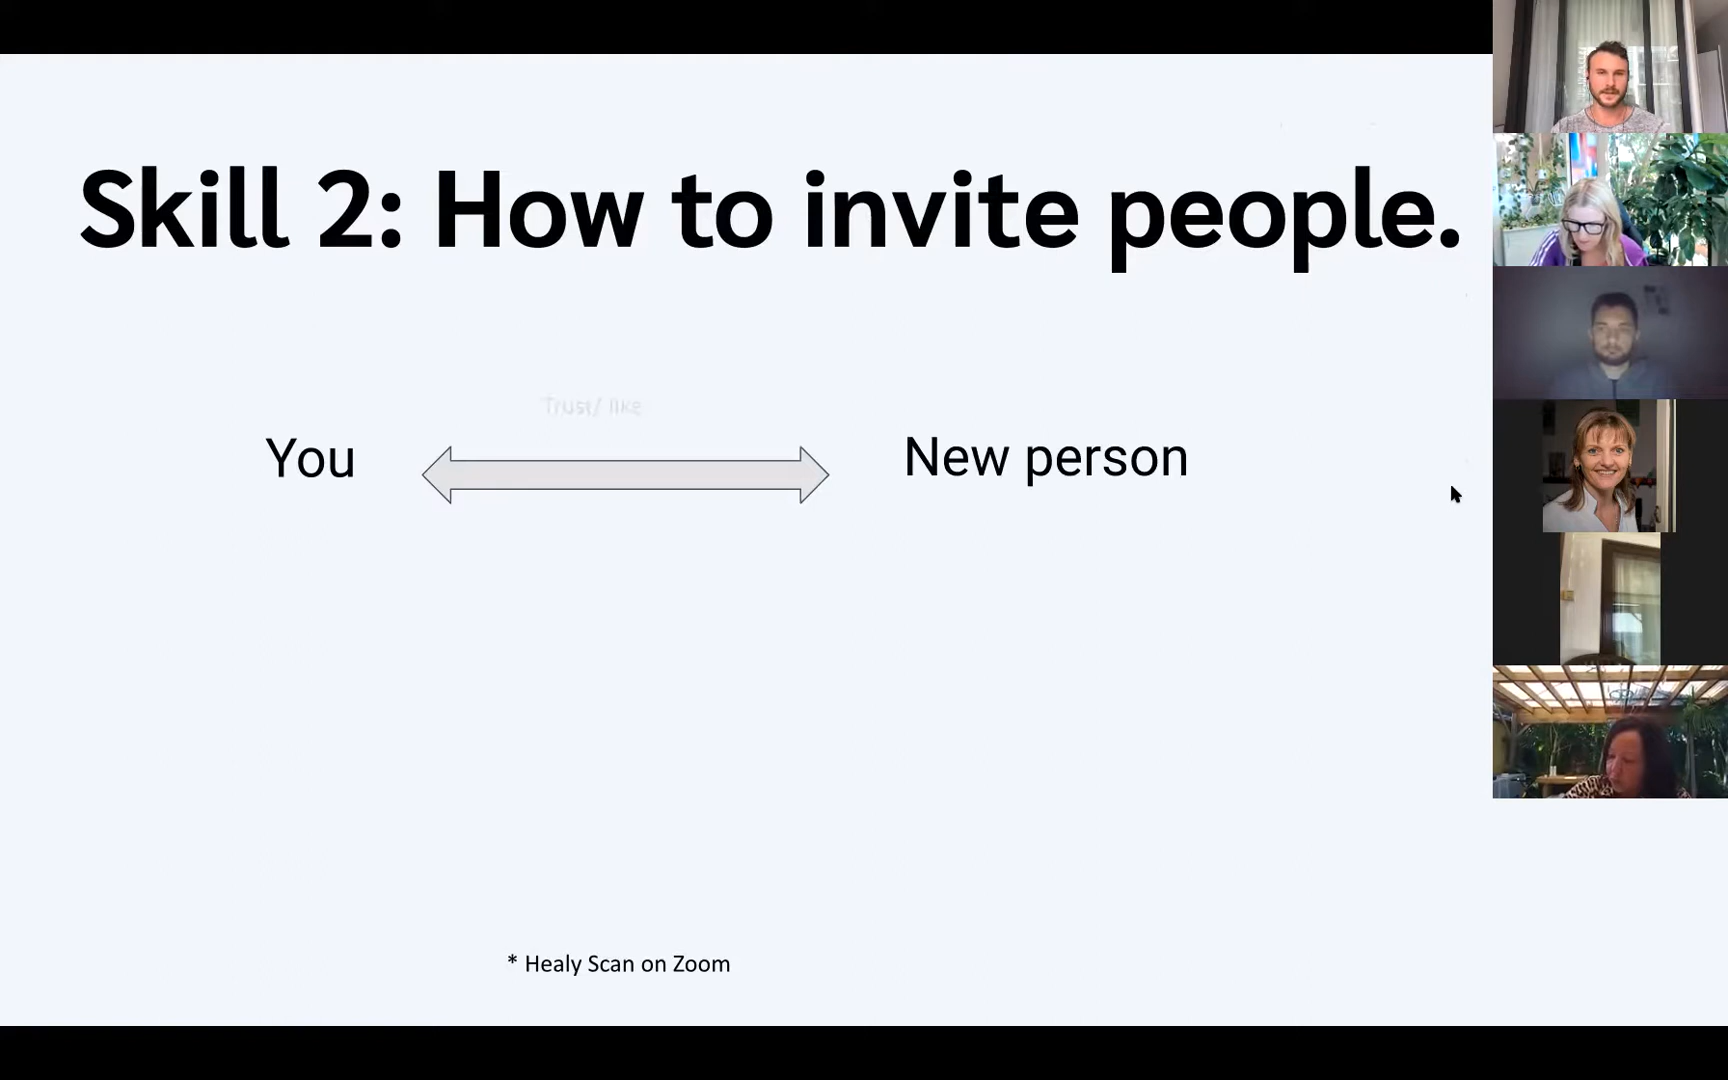 Skill 2: How to invite people.
Trust/ like
You
New person
* Healy Scan on Zoom